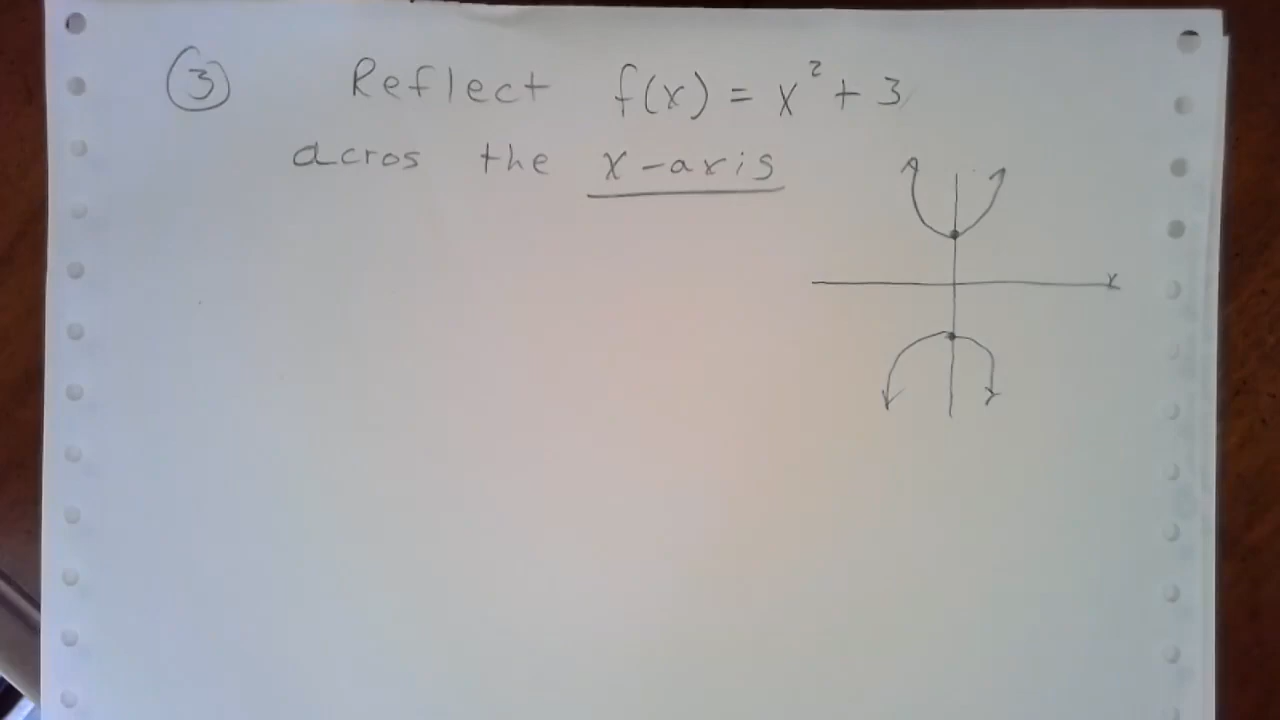 ③ Reflect f(x) = x² + 3
acros the x-axis
x